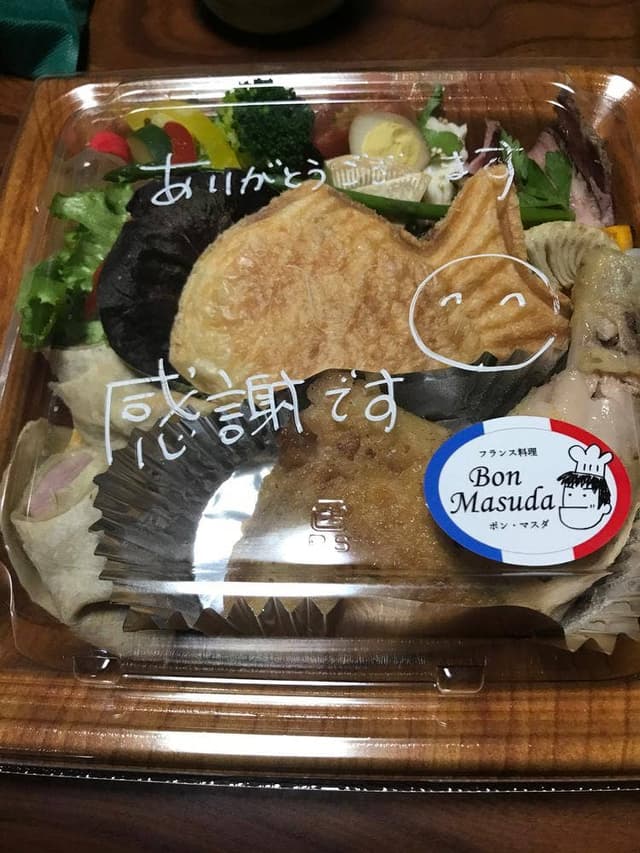 ありがとうございます
感謝です
フランス料理
Bon
Masuda
ボン・マスダ
PS